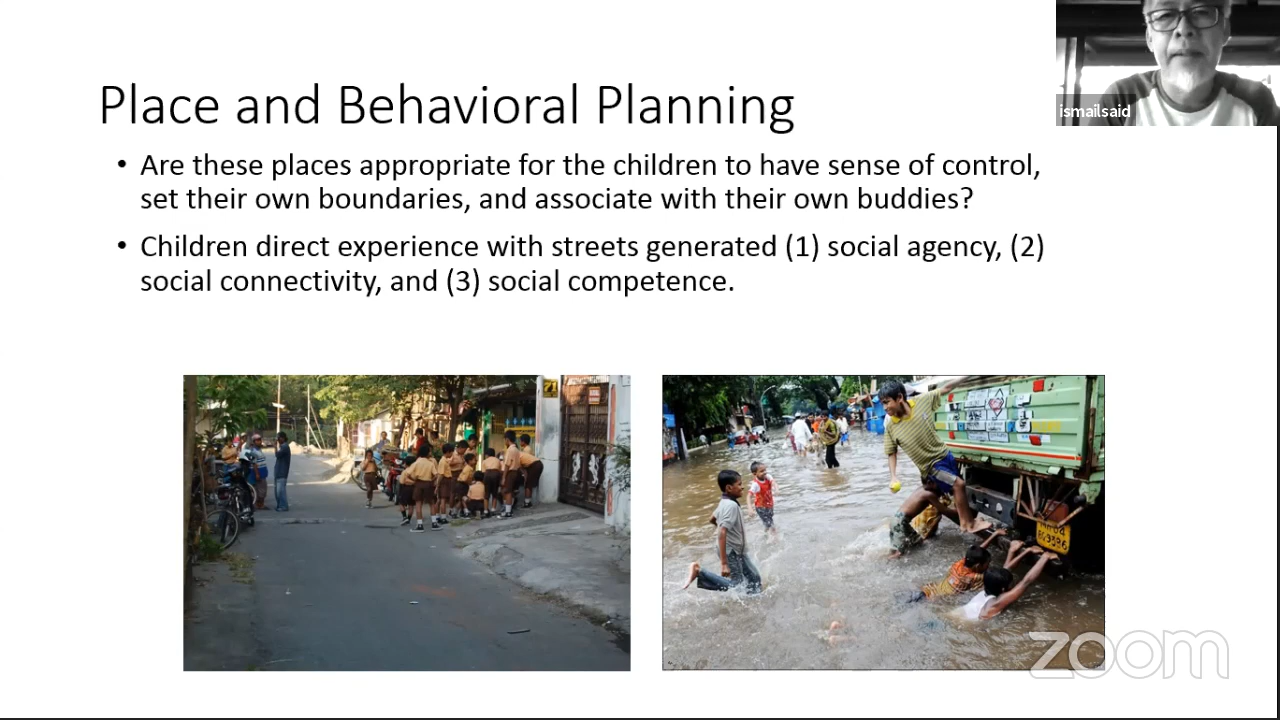 Place and Behavioral Planning
ismailsaid
• Are these places appropriate for the children to have sense of control,
set their own boundaries, and associate with their own buddies?
• Children direct experience with streets generated (1) social agency, (2)
social connectivity, and (3) social competence.
zoom